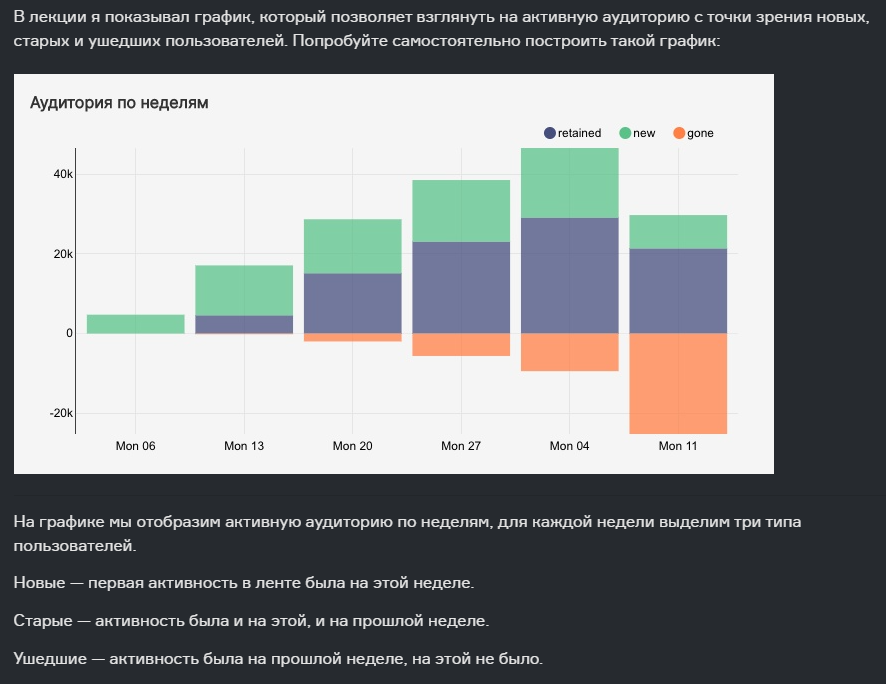 В лекции я показывал график, который позволяет взглянуть на активную аудиторию с точки зрения новых,
старых и ушедших пользователей. Попробуйте самостоятельно построить такой график:
Аудитория по неделям
retained new gone
40k
20k
0
-20k
Mon 06 Mon 13 Mon 20 Mon 27 Mon 04 Mon 11
На графике мы отобразим активную аудиторию по неделям, для каждой недели выделим три типа
пользователей.
Новые — первая активность в ленте была на этой неделе.
Старые — активность была и на этой, и на прошлой неделе.
Ушедшие — активность была на прошлой неделе, на этой не было.